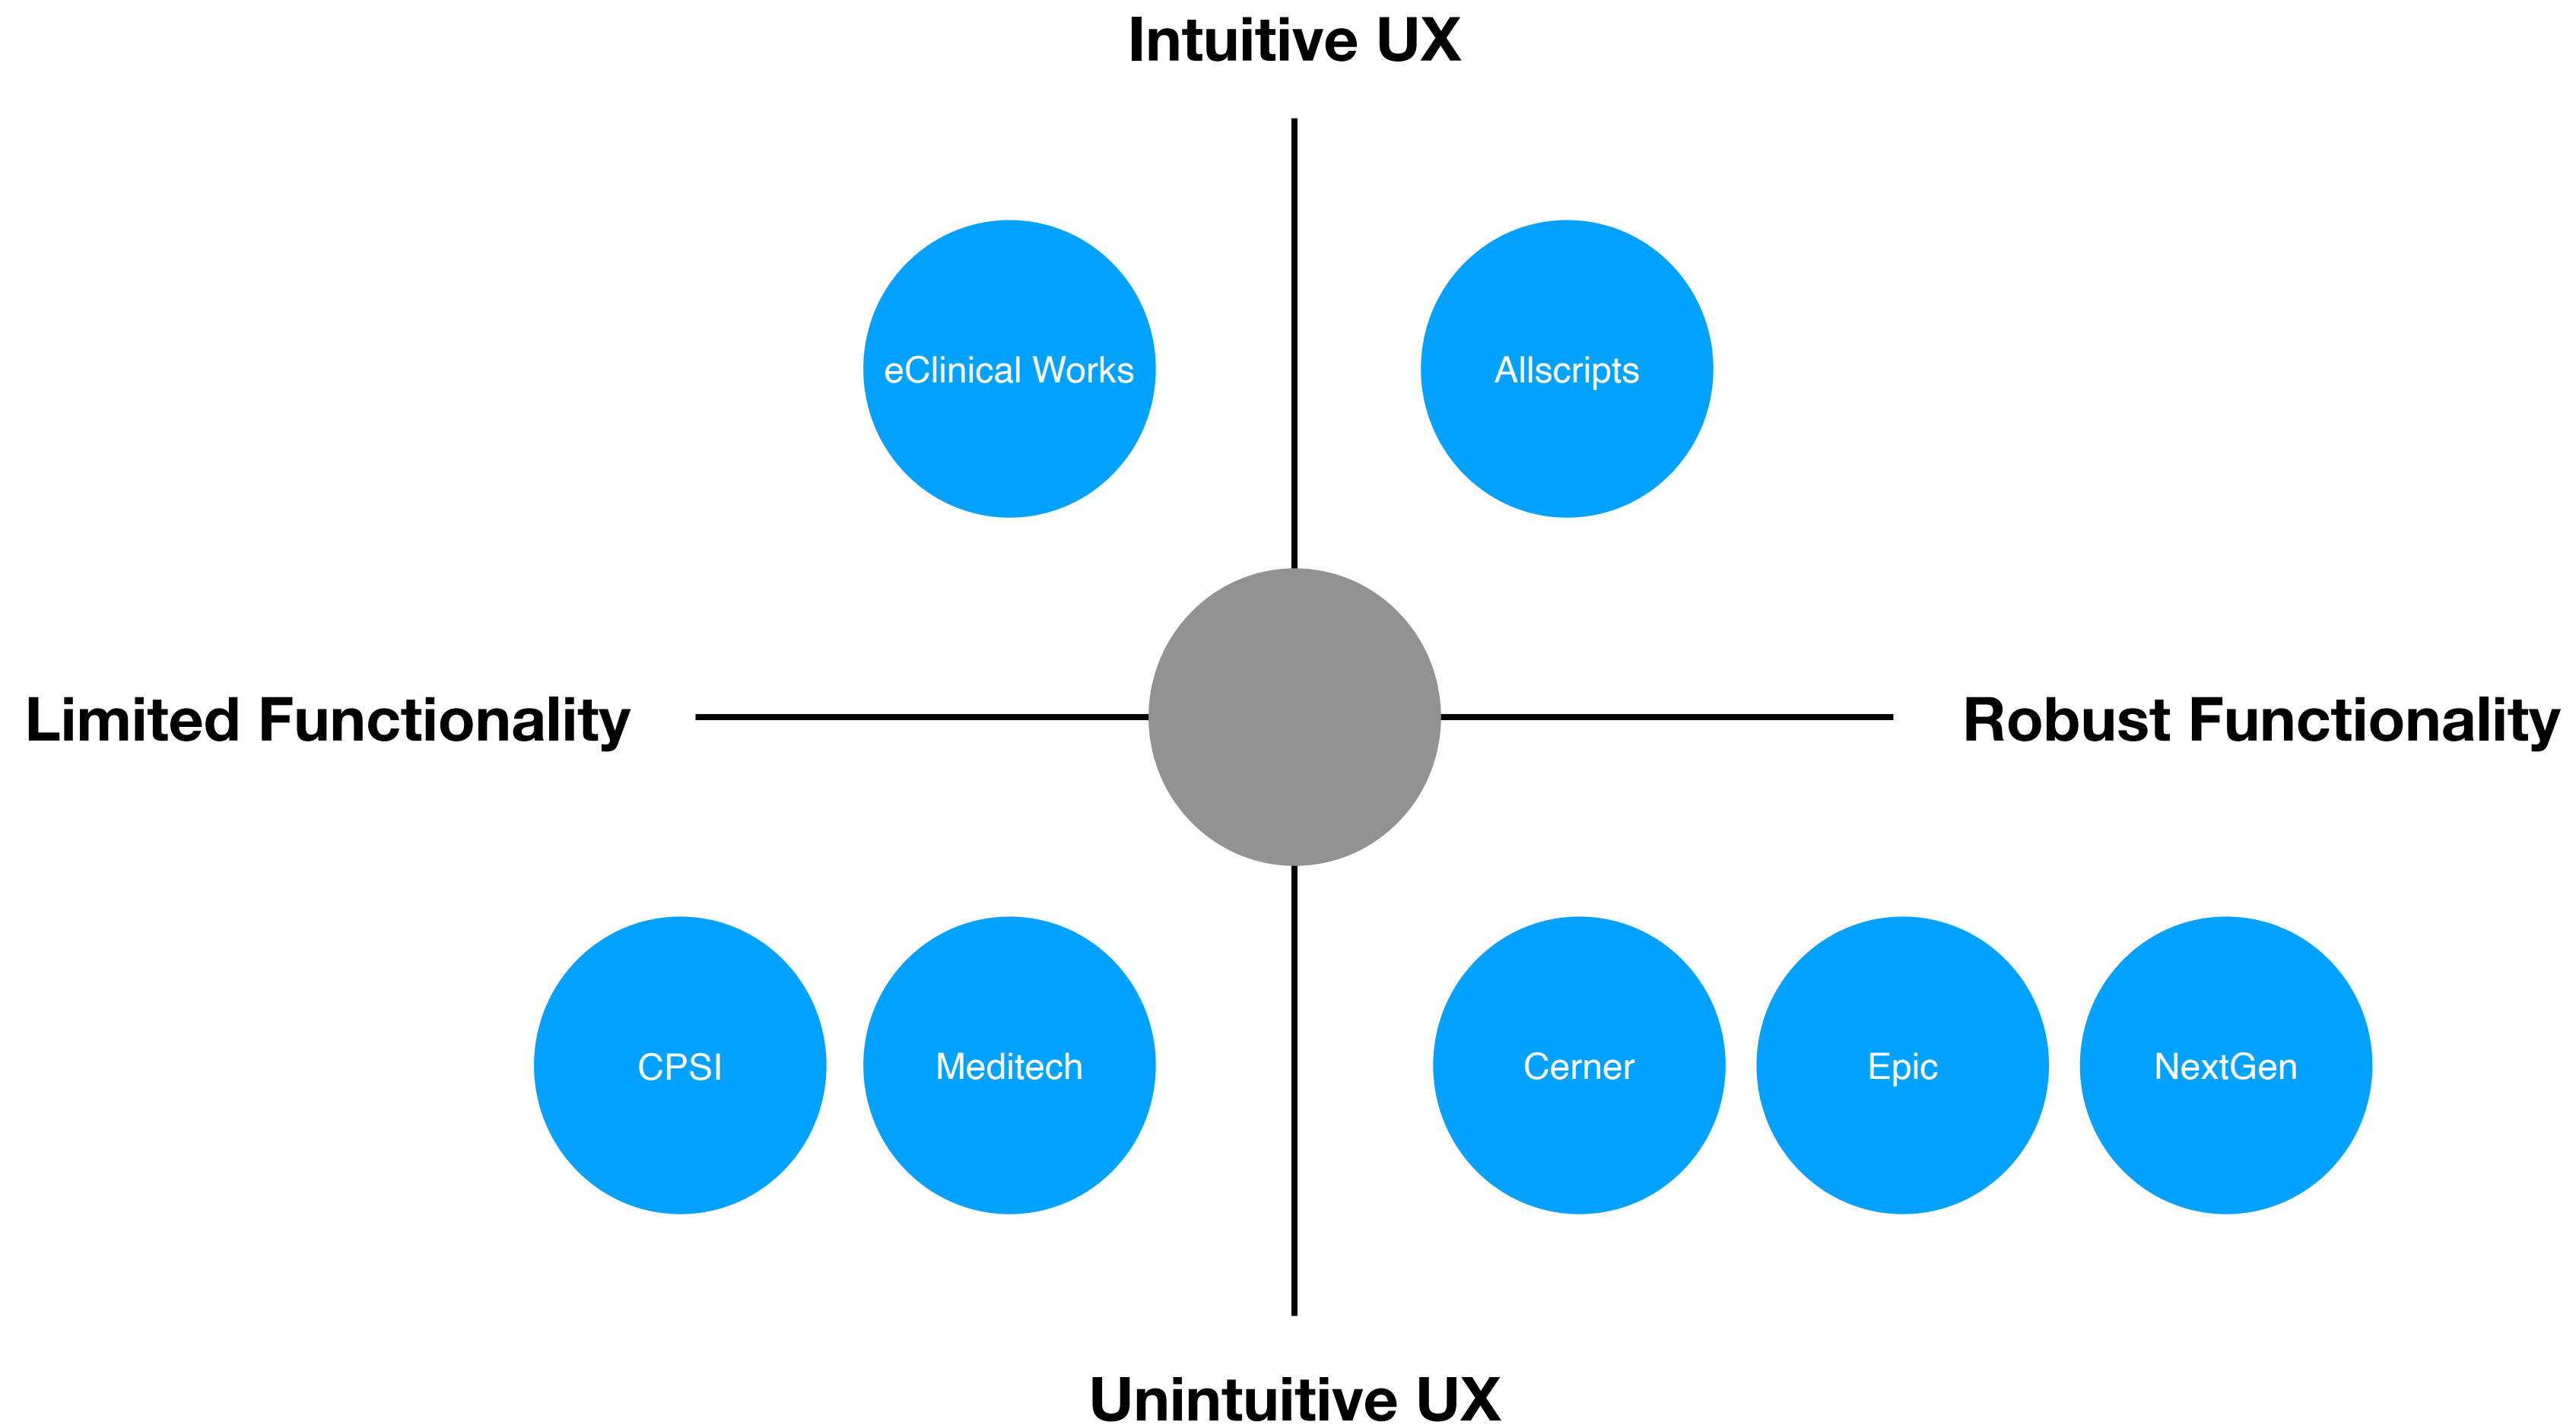 Intuitive UX
eClinical Works
Allscripts
Limited Functionality
Robust Functionality
CPSI
Meditech
Cerner
Epic
NextGen
Unintuitive UX